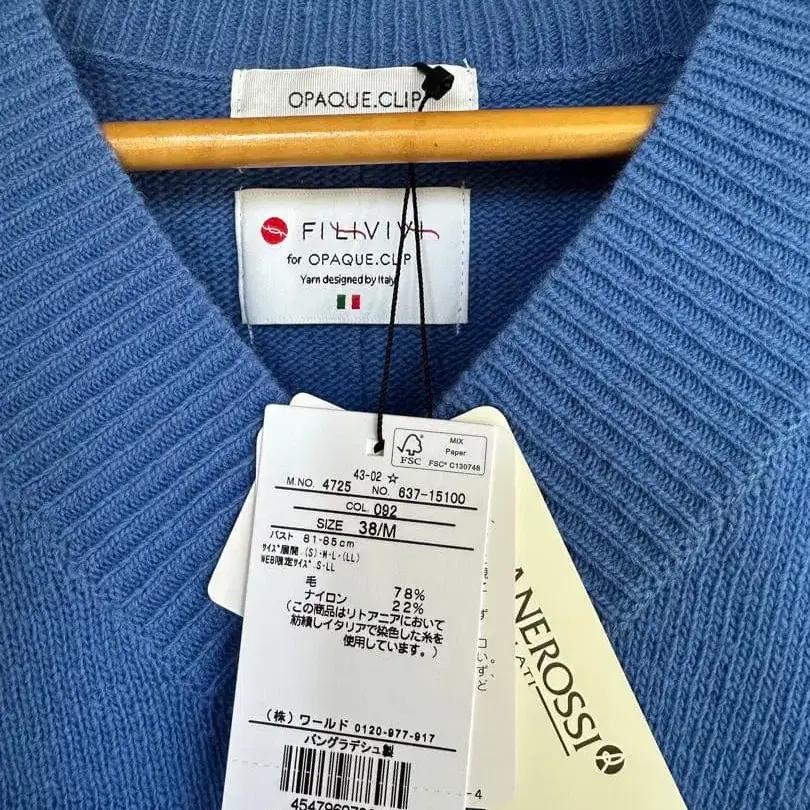 OPAQUE.CLIP
FILIVIVI
for OPAQUE.CLIP
Yarn designed by Italy
FSC
MIX
Paper
FSC® C130746
43-02 ☆
M.NO. 4725 NO. 637-15100
COL. 092
SIZE 38/M
バスト 81-85cm
サイズ展開.(S)・M・L・(LL)
WEB限定サイズ.S・LL
毛 78%
ナイロン 22%
(この商品はリトアニアにおいて
紡績しイタリアで染色した糸を
使用しています。)
(株)ワールド 0120-977-917
バングラデシュ製
ANEROSSI
LATI
-4